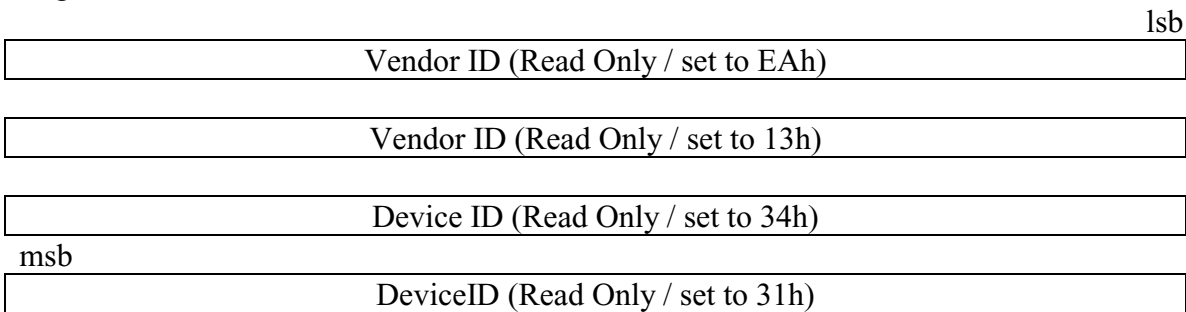 lsb
Vendor ID (Read Only / set to EAh)
Vendor ID (Read Only / set to 13h)
Device ID (Read Only / set to 34h)
msb
DeviceID (Read Only / set to 31h)